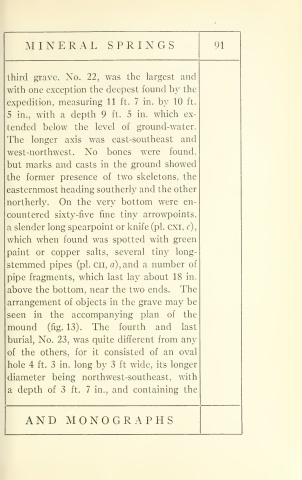 MINERAL SPRINGS 91
third grave, No. 22, was the largest and
with one exception the deepest found by the
expedition, measuring 11 ft. 7 in. by 10 ft.
5 in., with a depth 9 ft. 5 in. which ex-
tended below the level of ground-water.
The longer axis was east-southeast and
west-northwest. No bones were found,
but marks and casts in the ground showed
the former presence of two skeletons, the
easternmost heading southerly and the other
northerly. On the very bottom were en-
countered sixty-five fine tiny arrowpoints,
a slender long spearpoint or knife (pl. CXI, c),
which when found was spotted with green
paint or copper salts, several tiny long-
stemmed pipes (pl. CII, a), and a number of
pipe fragments, which last lay about 18 in.
above the bottom, near the two ends. The
arrangement of objects in the grave may be
seen in the accompanying plan of the
mound (fig. 13). The fourth and last
burial, No. 23, was quite different from any
of the others, for it consisted of an oval
hole 4 ft. 3 in. long by 3 ft wide, its longer
diameter being northwest-southeast, with
a depth of 3 ft. 7 in., and containing the
AND MONOGRAPHS